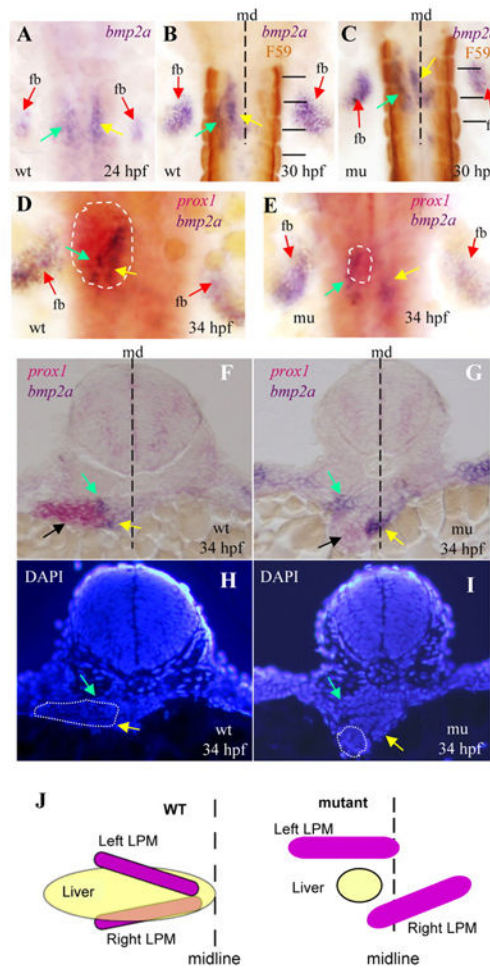 A
bmp2a
fb
fb
wt
24 hpf
B
md
bmp2a
F59
fb
fb
wt
30 hpf
C
bmp2a
F59
fb
mu
30 hpf
D
prox1
bmp2a
fb
fb
wt
34 hpf
E
prox1
bmp2a
fb
fb
mu
34 hpf
md
prox1
bmp2a
F
wt
34 hpf
prox1
bmp2a
G
mu
34 hpf
DAPI
H
wt
34 hpf
DAPI
I
mu
34 hpf
J
WT
Left LPM
Liver
Right LPM
midline
mutant
Left LPM
Liver
Right LPM
midline